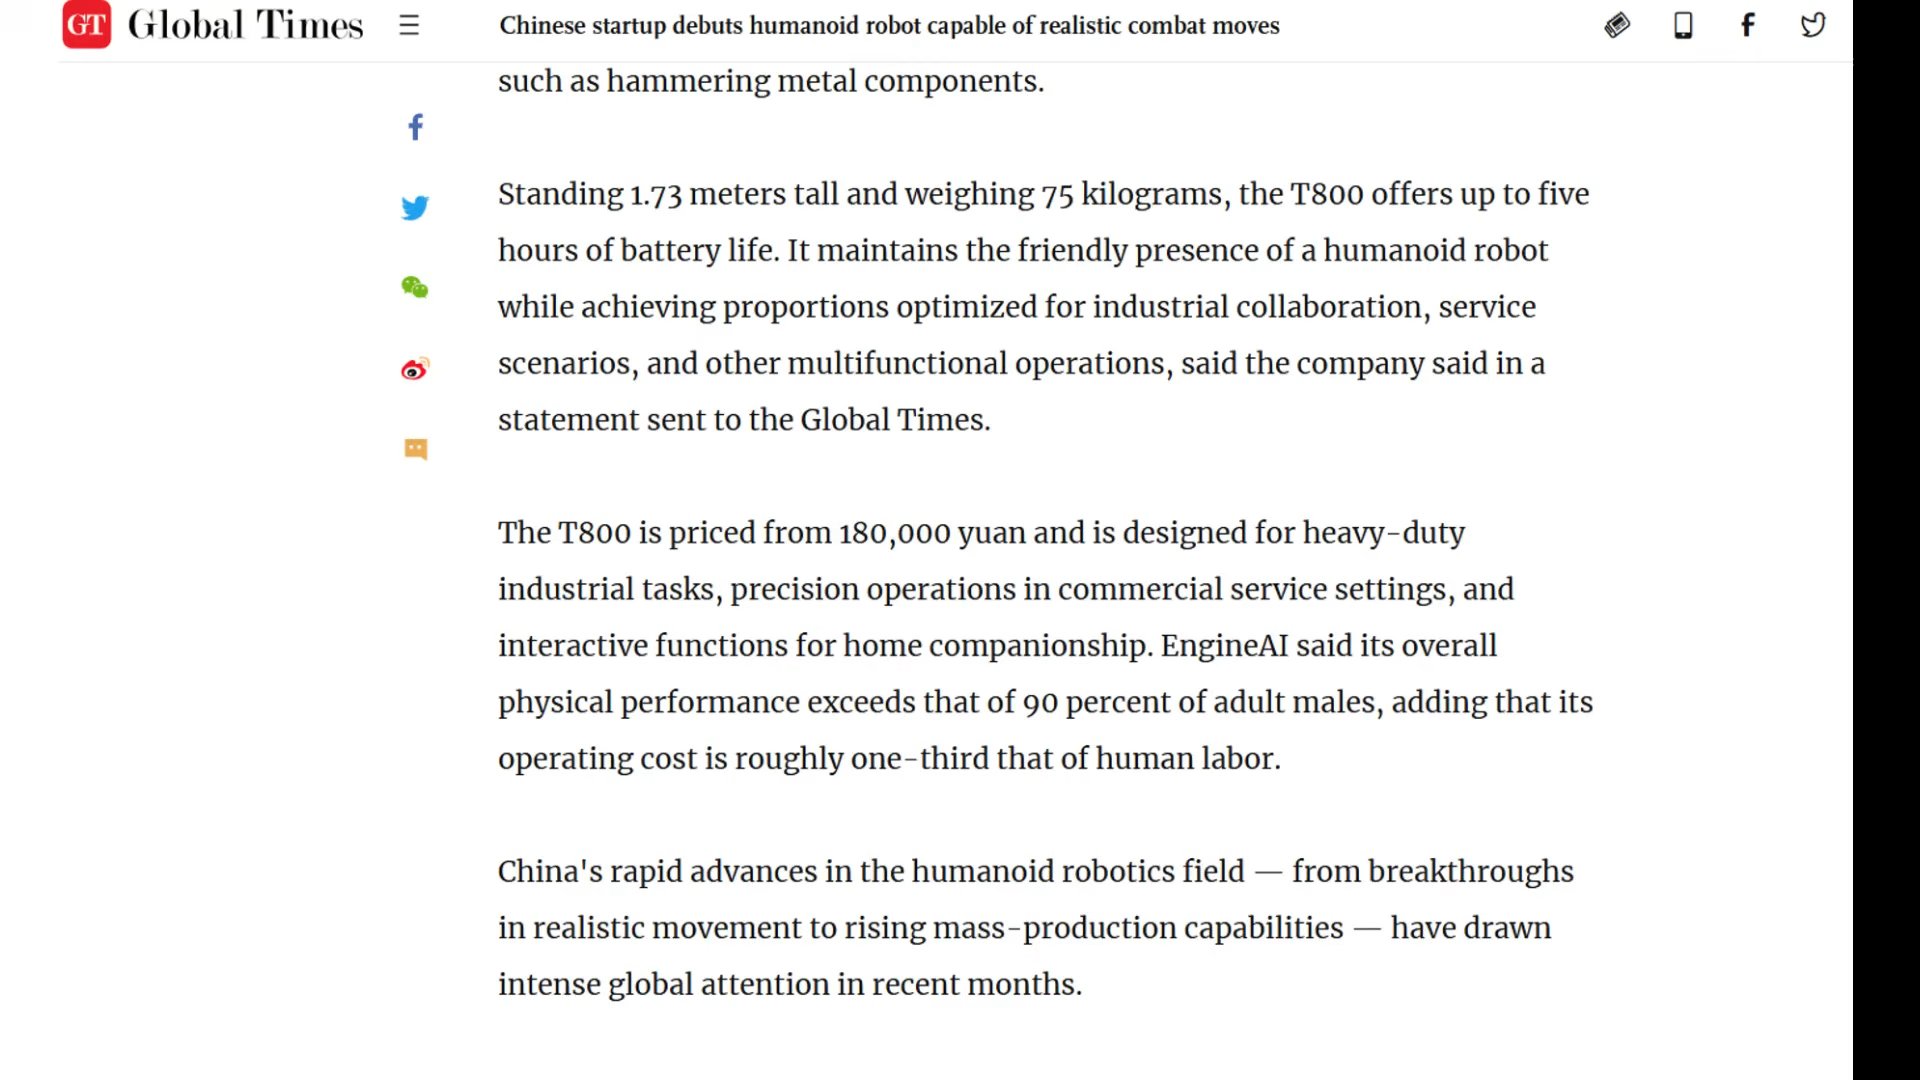 GT Global Times
Chinese startup debuts humanoid robot capable of realistic combat moves
such as hammering metal components.
Standing 1.73 meters tall and weighing 75 kilograms, the T800 offers up to five
hours of battery life. It maintains the friendly presence of a humanoid robot
while achieving proportions optimized for industrial collaboration, service
scenarios, and other multifunctional operations, said the company said in a
statement sent to the Global Times.
The T800 is priced from 180,000 yuan and is designed for heavy-duty
industrial tasks, precision operations in commercial service settings, and
interactive functions for home companionship. EngineAI said its overall
physical performance exceeds that of 90 percent of adult males, adding that its
operating cost is roughly one-third that of human labor.
China's rapid advances in the humanoid robotics field — from breakthroughs
in realistic movement to rising mass-production capabilities — have drawn
intense global attention in recent months.